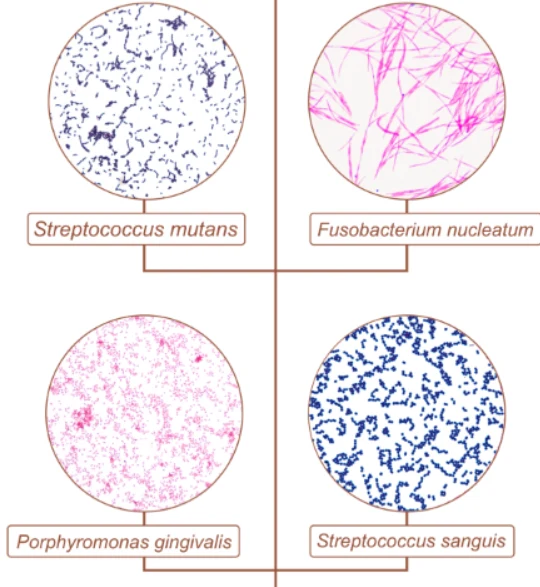 Streptococcus mutans
Fusobacterium nucleatum
Porphyromonas gingivalis
Streptococcus sanguis